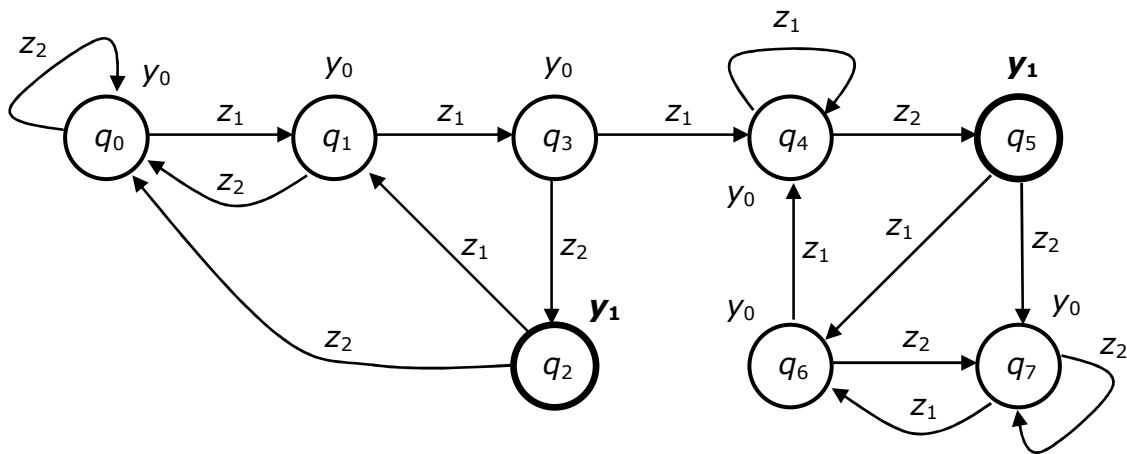 z₁
z₂
y₀ y₀ y₀ **y₁**
q₀ z₁ q₁ z₁ q₃ z₁ q₄ z₂ q₅
z₂ y₀
z₁ z₂ z₁ z₁ z₂
y₀ y₀
**y₁**
z₂ z₂ z₂
q₂ q₆ q₇
z₁